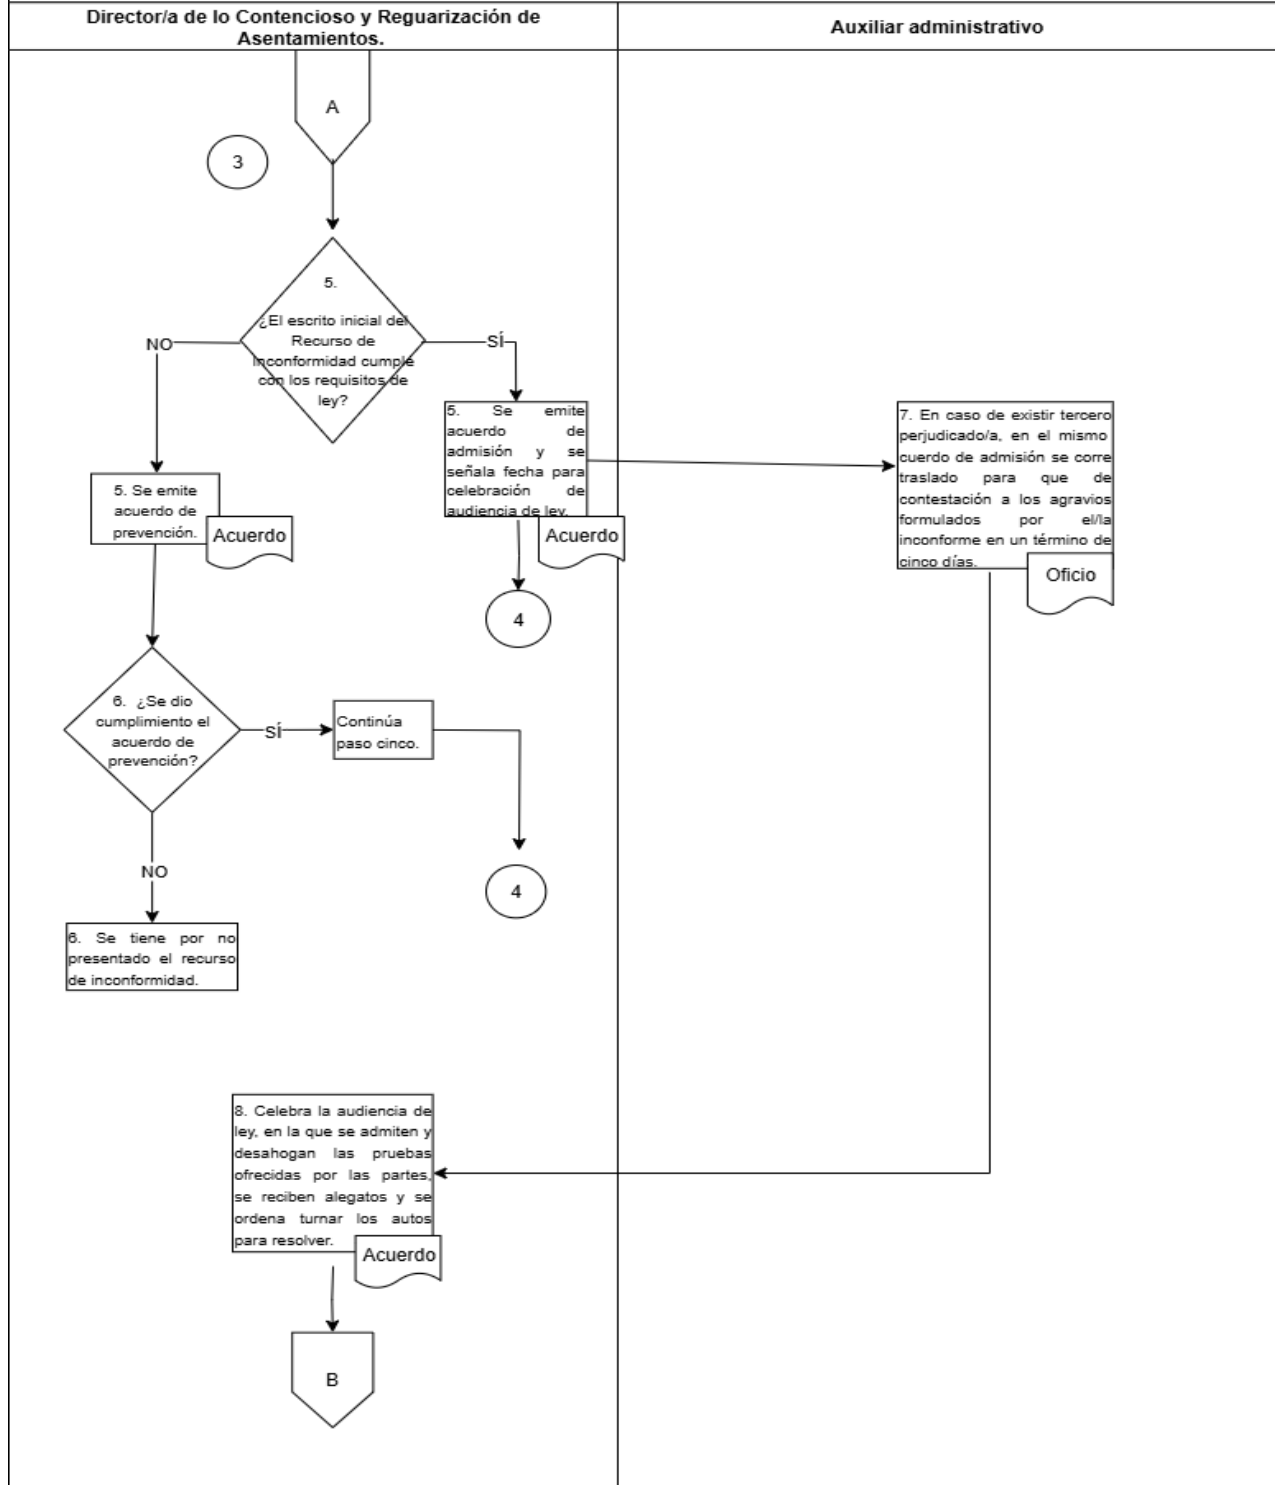 Director/a de lo Contencioso y Reguarización de
Asentamientos.
Auxiliar administrativo
A
3
5.
¿El escrito inicial del
Recurso de
inconformidad cumple
con los requisitos de
ley?
NO
SÍ
5. Se emite
acuerdo de
admisión y se
señala fecha para
celebración de
audiencia de ley.
Acuerdo
4
7. En caso de existir tercero
perjudicado/a, en el mismo
cuerdo de admisión se corre
traslado para que de
contestación a los agravios
formulados por el/la
inconforme en un término de
cinco días.
Oficio
5. Se emite
acuerdo de
prevención.
Acuerdo
6. ¿Se dio
cumplimiento el
acuerdo de
prevención?
SÍ
Continúa
paso cinco.
4
NO
6. Se tiene por no
presentado el recurso
de inconformidad.
8. Celebra la audiencia de
ley, en la que se admiten y
desahogan las pruebas
ofrecidas por las partes,
se reciben alegatos y se
ordena turnar los autos
para resolver.
Acuerdo
B